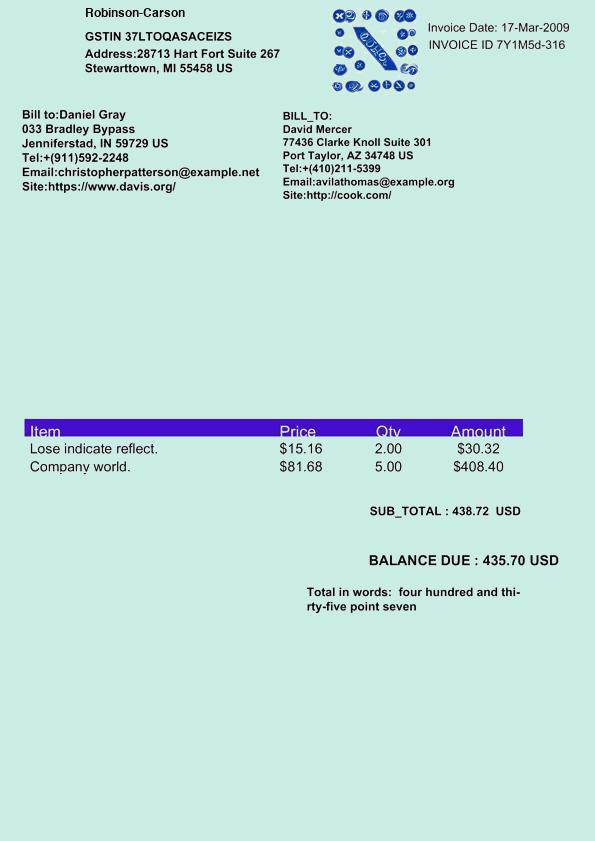 Robinson-Carson
GSTIN 37LTOQASACEIZS
Address:28713 Hart Fort Suite 267
Stewarttown, MI 55458 US
Invoice Date: 17-Mar-2009
INVOICE ID 7Y1M5d-316
Bill to:Daniel Gray
033 Bradley Bypass
Jenniferstad, IN 59729 US
Tel:+(911)592-2248
Email:christopherpatterson@example.net
Site:https://www.davis.org/
BILL_TO:
David Mercer
77436 Clarke Knoll Suite 301
Port Taylor, AZ 34748 US
Tel:+(410)211-5399
Email:avilathomas@example.org
Site:http://cook.com/
Item Price Qty Amount
Lose indicate reflect. $15.16 2.00 $30.32
Company world. $81.68 5.00 $408.40
SUB_TOTAL : 438.72 USD
BALANCE DUE : 435.70 USD
Total in words: four hundred and thi-
rty-five point seven